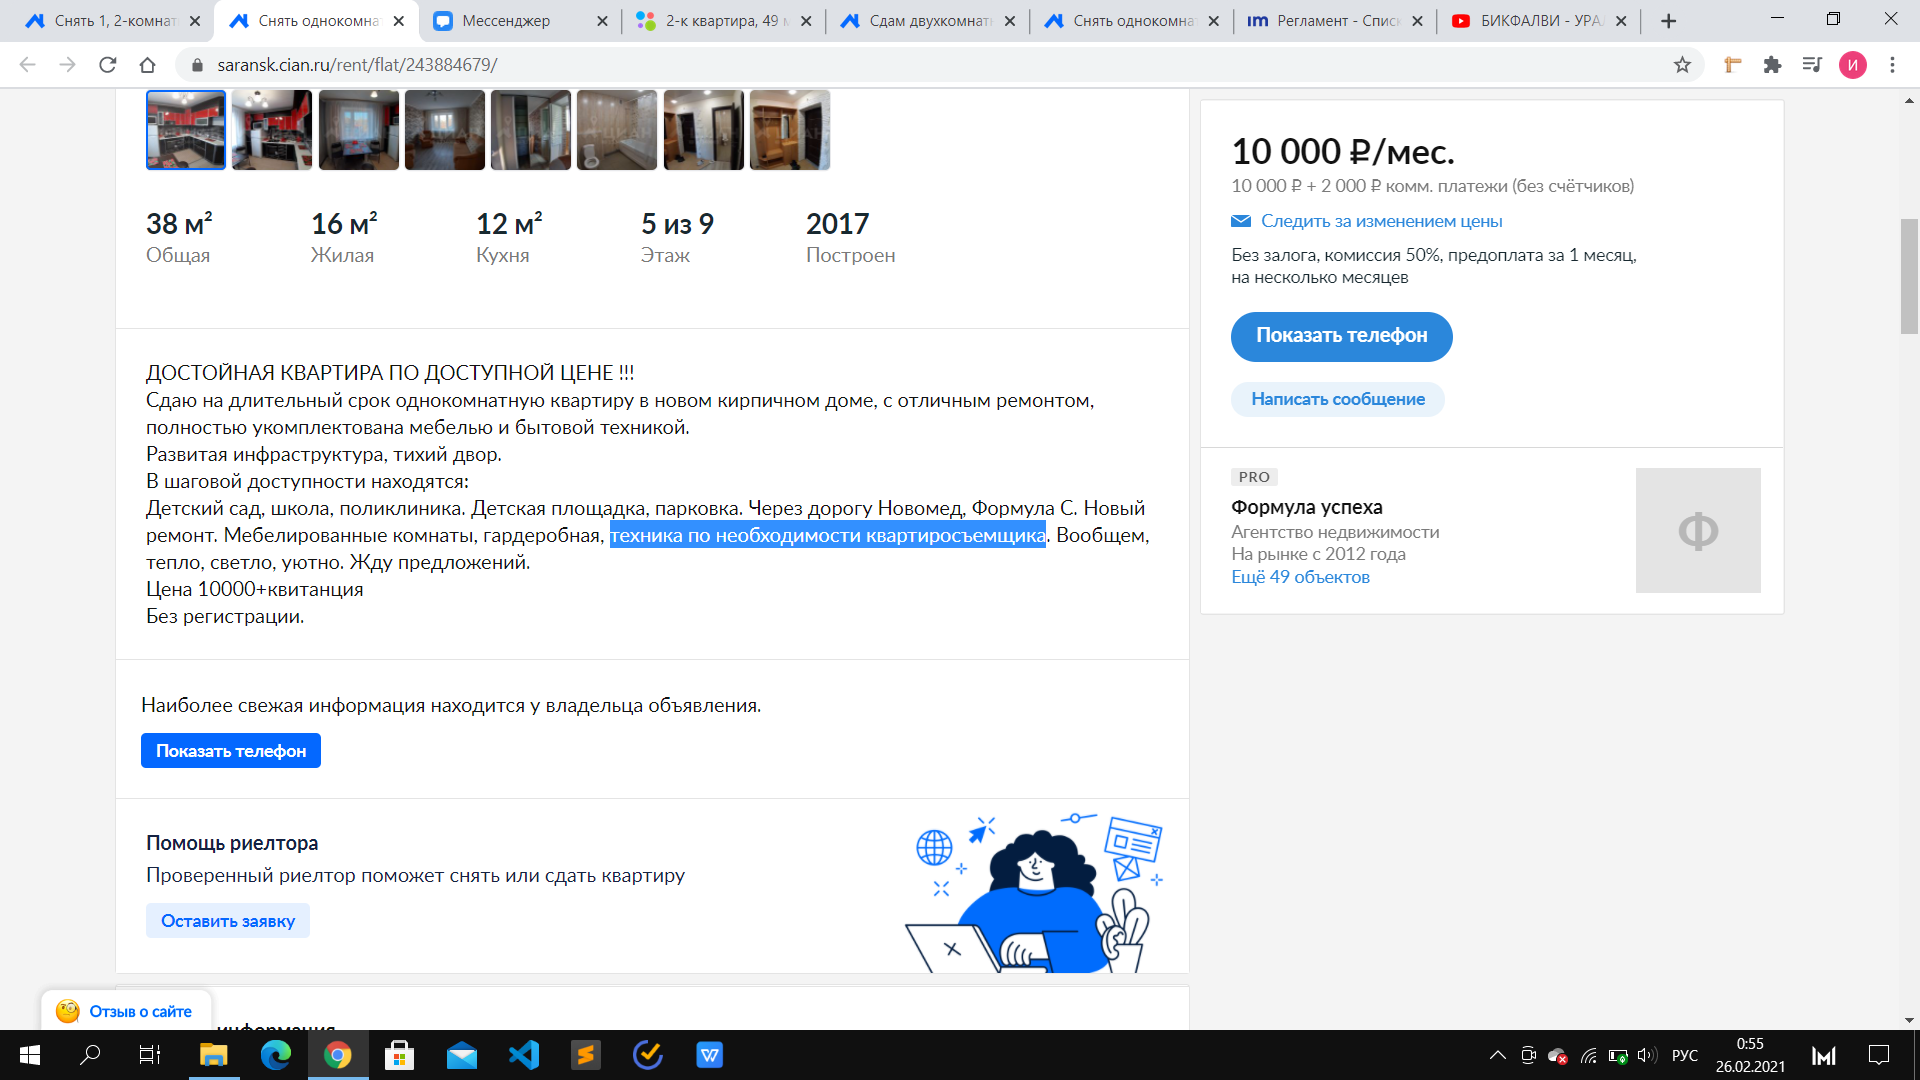 Снять 1, 2-комнат
Снять однокомна
Мессенджер
2-к квартира, 49 м
Сдам двухкомнат
Снять однокомна
Регламент - Списк
БИКФАЛВИ - УРА
saransk.cian.ru/rent/flat/243884679/
И
38 м²
16 м²
12 м²
5 из 9
2017
Общая
Жилая
Кухня
Этаж
Построен
ДОСТОЙНАЯ КВАРТИРА ПО ДОСТУПНОЙ ЦЕНЕ !!!
Сдаю на длительный срок однокомнатную квартиру в новом кирпичном доме, с отличным ремонтом,
полностью укомплектована мебелью и бытовой техникой.
Развитая инфраструктура, тихий двор.
В шаговой доступности находятся:
Детский сад, школа, поликлиника. Детская площадка, парковка. Через дорогу Новомед, Формула С. Новый
ремонт. Мебелированные комнаты, гардеробная, техника по необходимости квартиросъемщика. Вообщем,
тепло, светло, уютно. Жду предложений.
Цена 10000+квитанция
Без регистрации.
Наиболее свежая информация находится у владельца объявления.
Показать телефон
Помощь риелтора
Проверенный риелтор поможет снять или сдать квартиру
Оставить заявку
Отзыв о сайте
информация
10 000 ₽/мес.
10 000 ₽ + 2 000 ₽ комм. платежи (без счётчиков)
Следить за изменением цены
Без залога, комиссия 50%, предоплата за 1 месяц,
на несколько месяцев
Показать телефон
Написать сообщение
PRO
Формула успеха
Агентство недвижимости
На рынке с 2012 года
Ещё 49 объектов
Ф
РУС
0:55
26.02.2021